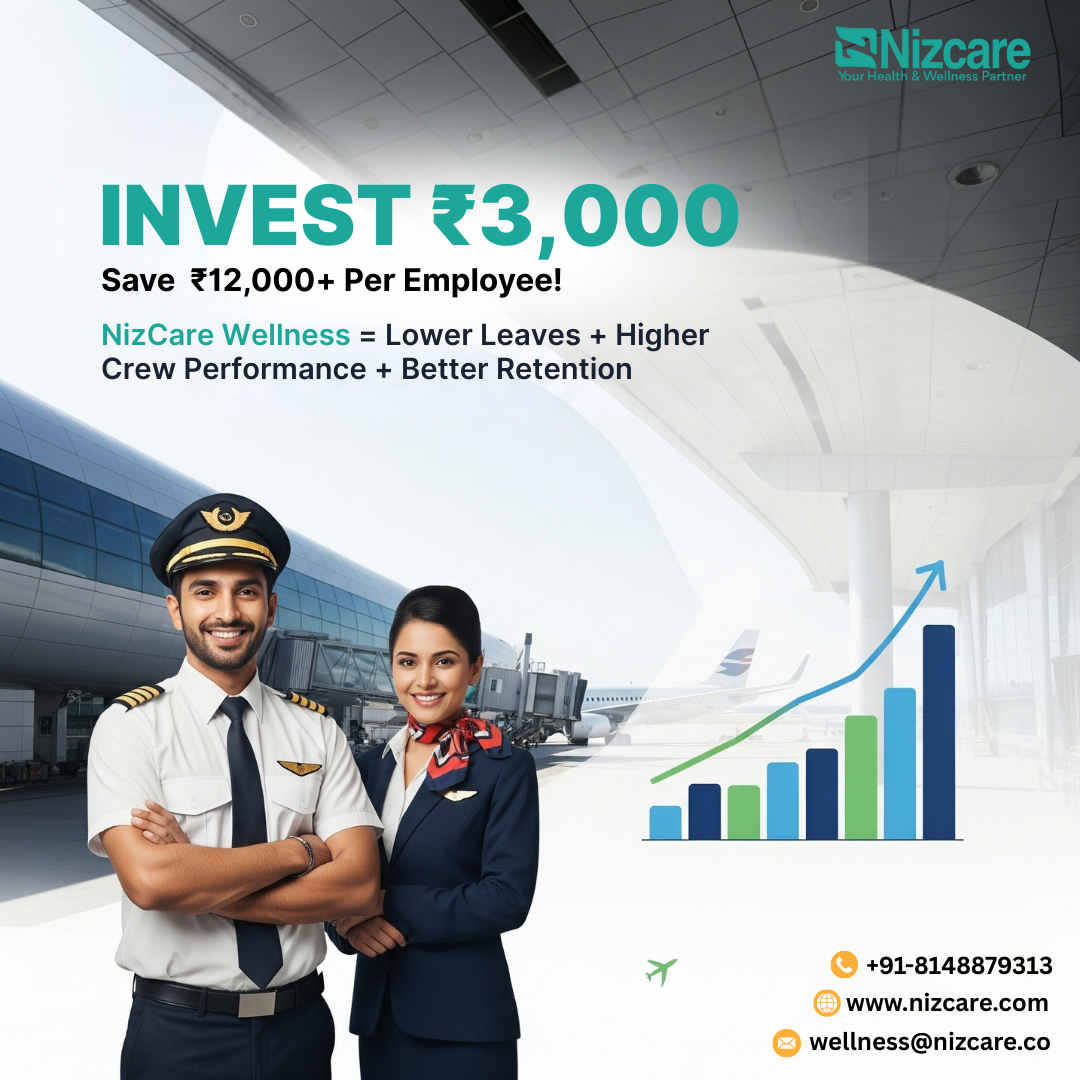 Nizcare
Your Health & Wellness Partner
INVEST ₹3,000
Save ₹12,000+ Per Employee!
NizCare Wellness = Lower Leaves + Higher
Crew Performance + Better Retention
+91-8148879313
www.nizcare.com
wellness@nizcare.co